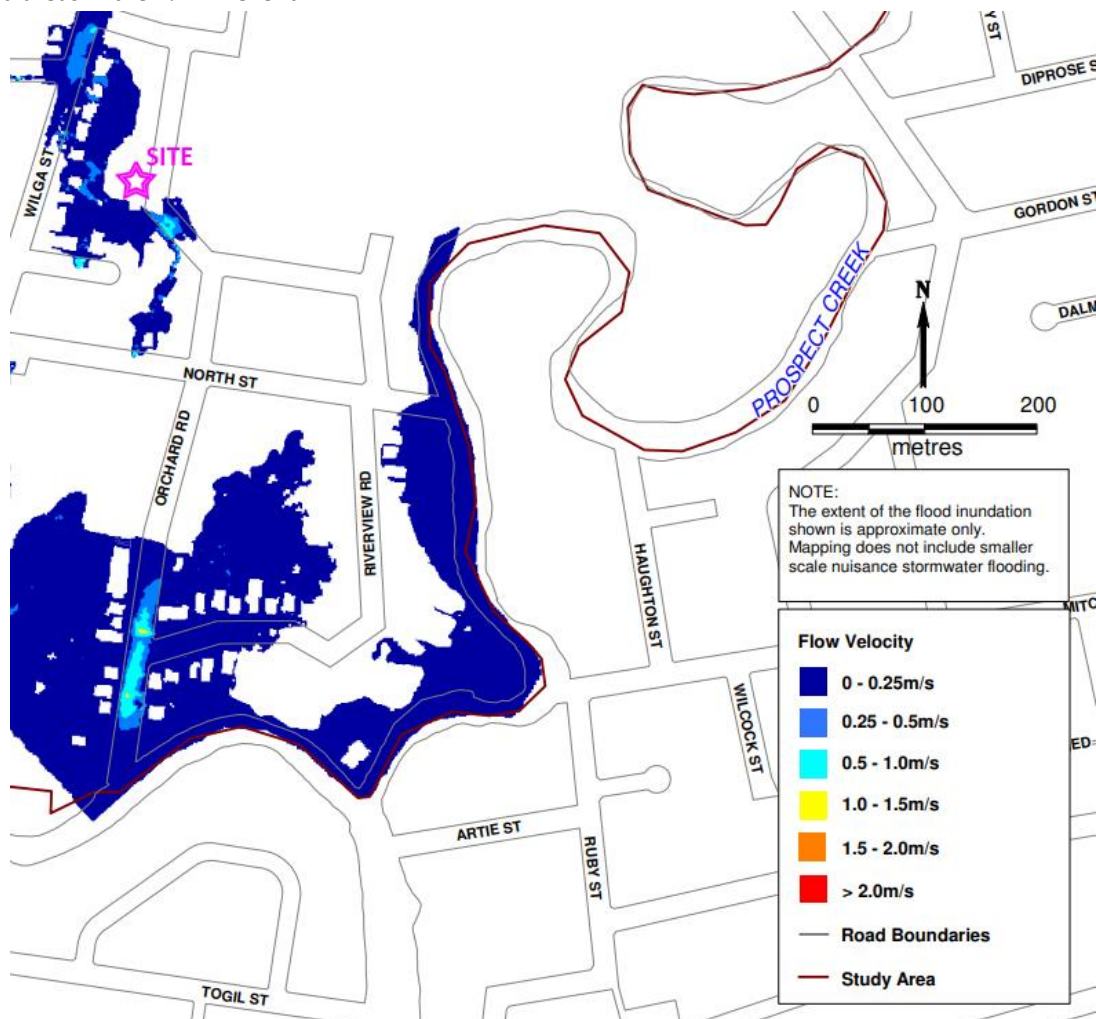 Y ST
DIPROSE S
SITE
WILGA ST
GORDON ST
PROSPECT CREEK
N
DALM
0 100 200
metres
NORTH ST
ORCHARD RD
RIVERVIEW RD
HAUGHTON ST
NOTE:
The extent of the flood inundation
shown is approximate only.
Mapping does not include smaller
scale nuisance stormwater flooding.
MITC
Flow Velocity
0 - 0.25m/s
0.25 - 0.5m/s
0.5 - 1.0m/s
1.0 - 1.5m/s
1.5 - 2.0m/s
> 2.0m/s
Road Boundaries
Study Area
WILCOCK ST
ED
ARTIE ST
RUBY ST
TOGIL ST